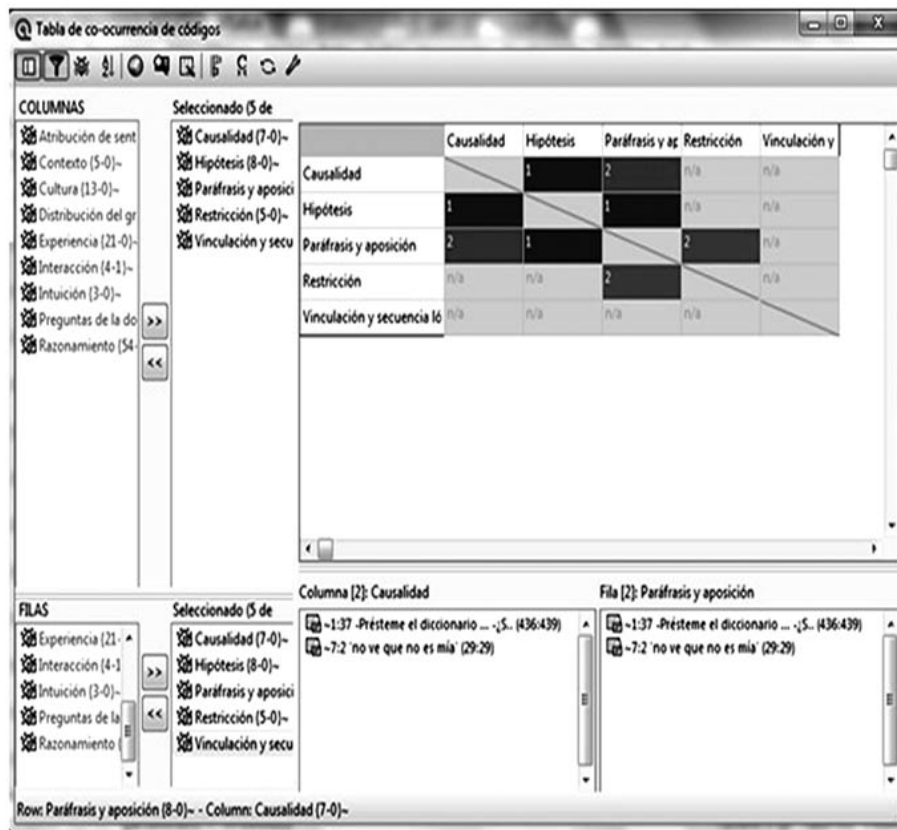 Tabla de co-ocurrencia de códigos
COLUMNAS
Atribución de sent
Contexto {5-0}~
Cultura {13-0}~
Distribución del gr
Experiencia {21-0}~
Interacción {4-1}~
Intuición {3-0}~
Preguntas de la do
Razonamiento {54-
>>
<<
Seleccionado (5 de
Causalidad {7-0}~
Hipótesis {8-0}~
Paráfrasis y aposici
Restricción {5-0}~
Vinculación y secu
Causalidad Hipótesis Paráfrasis y ap Restricción Vinculación y
Causalidad 1 2 n/a n/a
Hipótesis 1 1 n/a n/a
Paráfrasis y aposición 2 1 2 n/a
Restricción n/a n/a 2 n/a
Vinculación y secuencia ló n/a n/a n/a n/a
FILAS
Experiencia {21-
Interacción {4-1
Intuición {3-0}~
Preguntas de la
Razonamiento {
>>
<<
Seleccionado (5 de
Causalidad {7-0}~
Hipótesis {8-0}~
Paráfrasis y aposici
Restricción {5-0}~
Vinculación y secu
Columna [2]: Causalidad
~1:37 -Présteme el diccionario ... -¿S.. (436:439)
~7:2 'no ve que no es mía' (29:29)
Fila [2]: Paráfrasis y aposición
~1:37 -Présteme el diccionario ... -¿S.. (436:439)
~7:2 'no ve que no es mía' (29:29)
Row: Paráfrasis y aposición {8-0}~ - Column: Causalidad {7-0}~